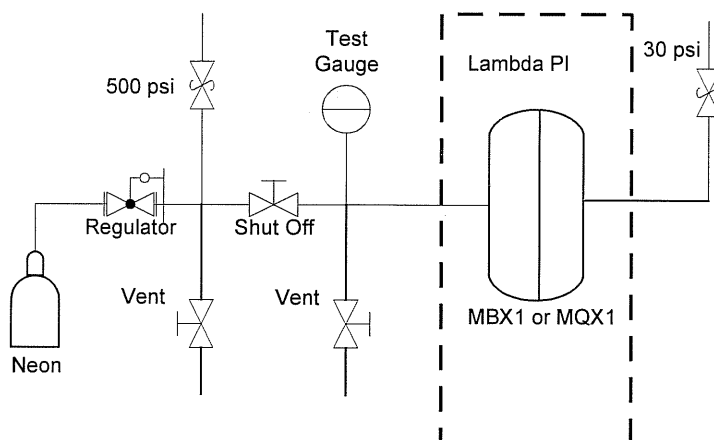 Test
Gauge
Lambda PI
30 psi
500 psi
Regulator
Shut Off
Vent
Vent
MBX1 or MQX1
Neon